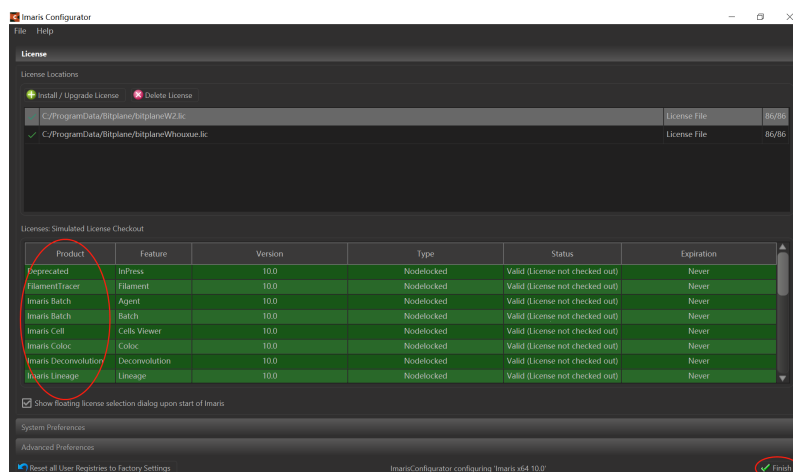 Imaris Configurator
File Help
License
License Locations
Install / Upgrade License Delete License
C:/ProgramData/Bitplane/bitplaneW2.lic License File 86/86
C:/ProgramData/Bitplane/bitplaneWhouxue.lic License File 86/86
Licenses: Simulated License Checkout
Product Feature Version Type Status Expiration
Deprecated InPress 10.0 Nodelocked Valid (License not checked out) Never
FilamentTracer Filament 10.0 Nodelocked Valid (License not checked out) Never
Imaris Batch Agent 10.0 Nodelocked Valid (License not checked out) Never
Imaris Batch Batch 10.0 Nodelocked Valid (License not checked out) Never
Imaris Cell Cells Viewer 10.0 Nodelocked Valid (License not checked out) Never
Imaris Coloc Coloc 10.0 Nodelocked Valid (License not checked out) Never
Imaris Deconvolution Deconvolution 10.0 Nodelocked Valid (License not checked out) Never
Imaris Lineage Lineage 10.0 Nodelocked Valid (License not checked out) Never
Show floating license selection dialog upon start of Imaris
System Preferences
Advanced Preferences
Reset all User Registries to Factory Settings ImarisConfigurator configuring 'Imaris x64 10.0' Finish